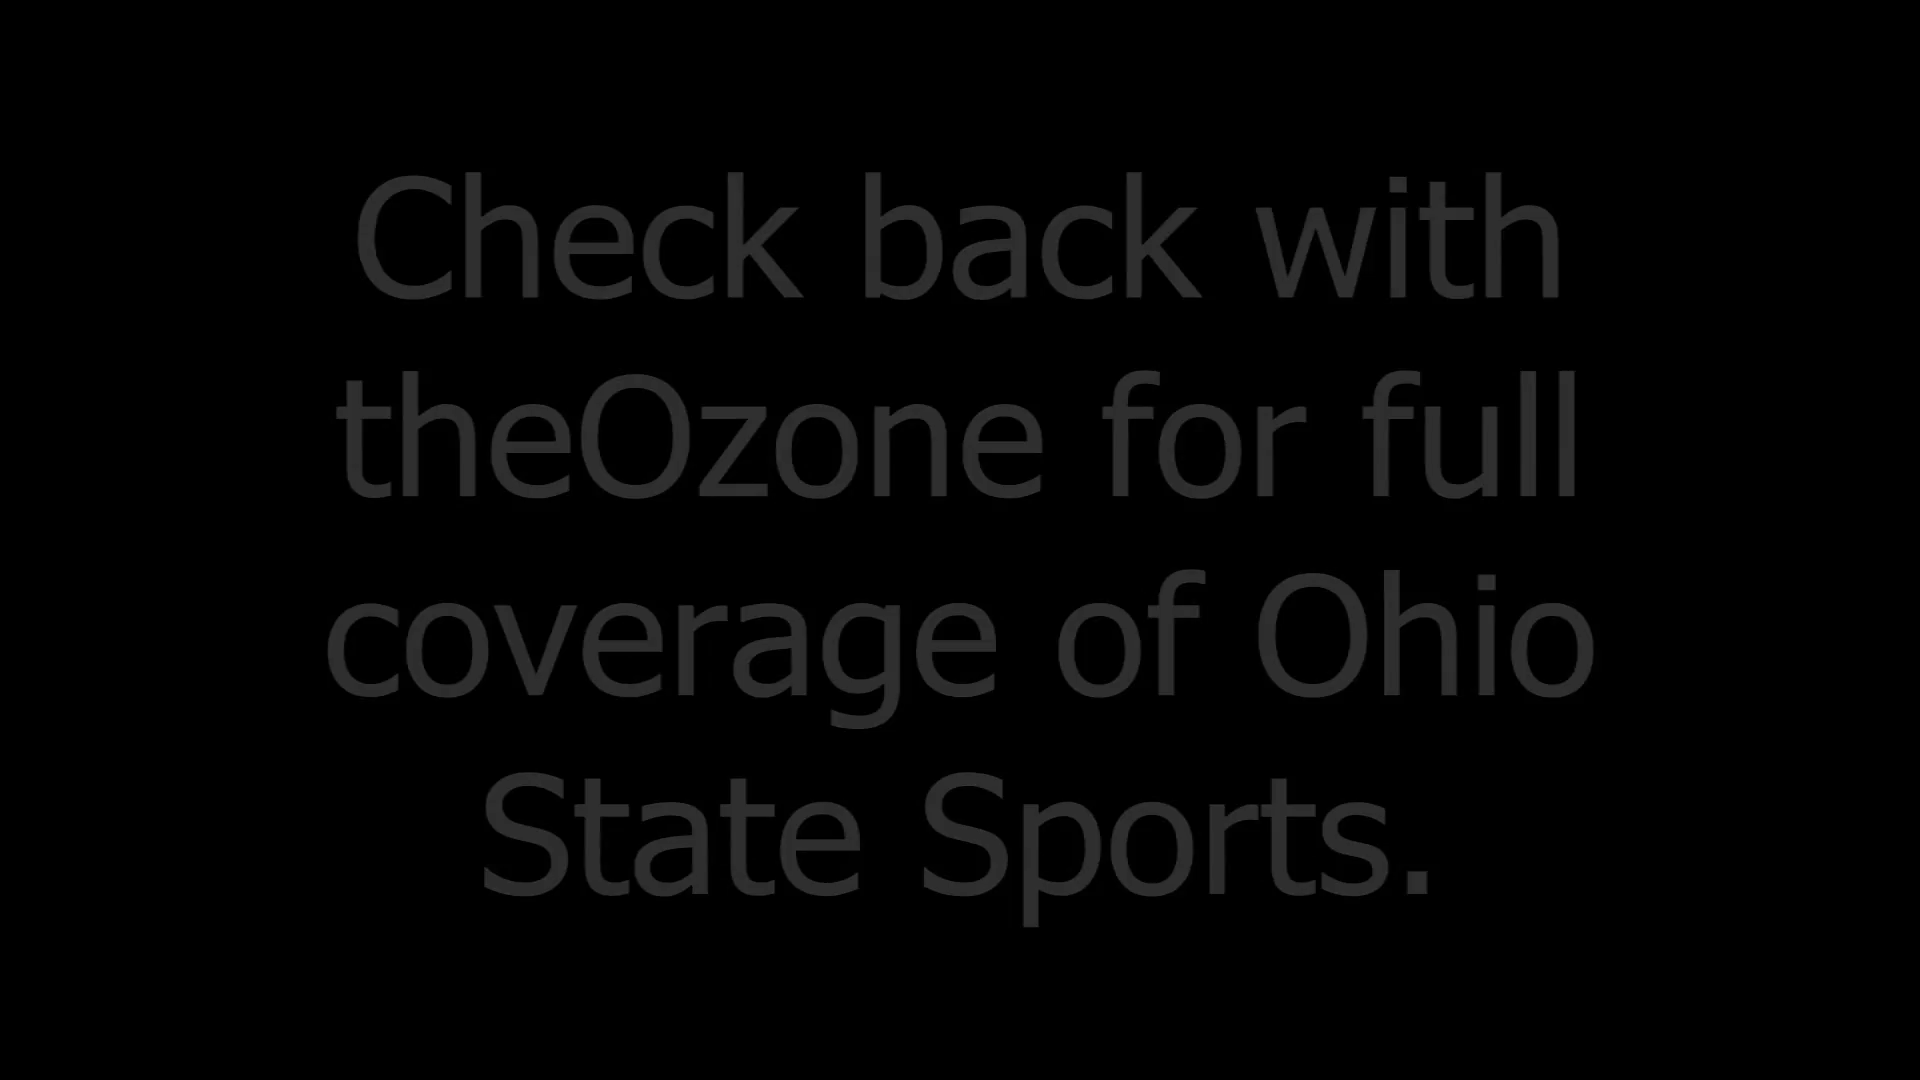 Check back with
theOzone for full
coverage of Ohio
State Sports.